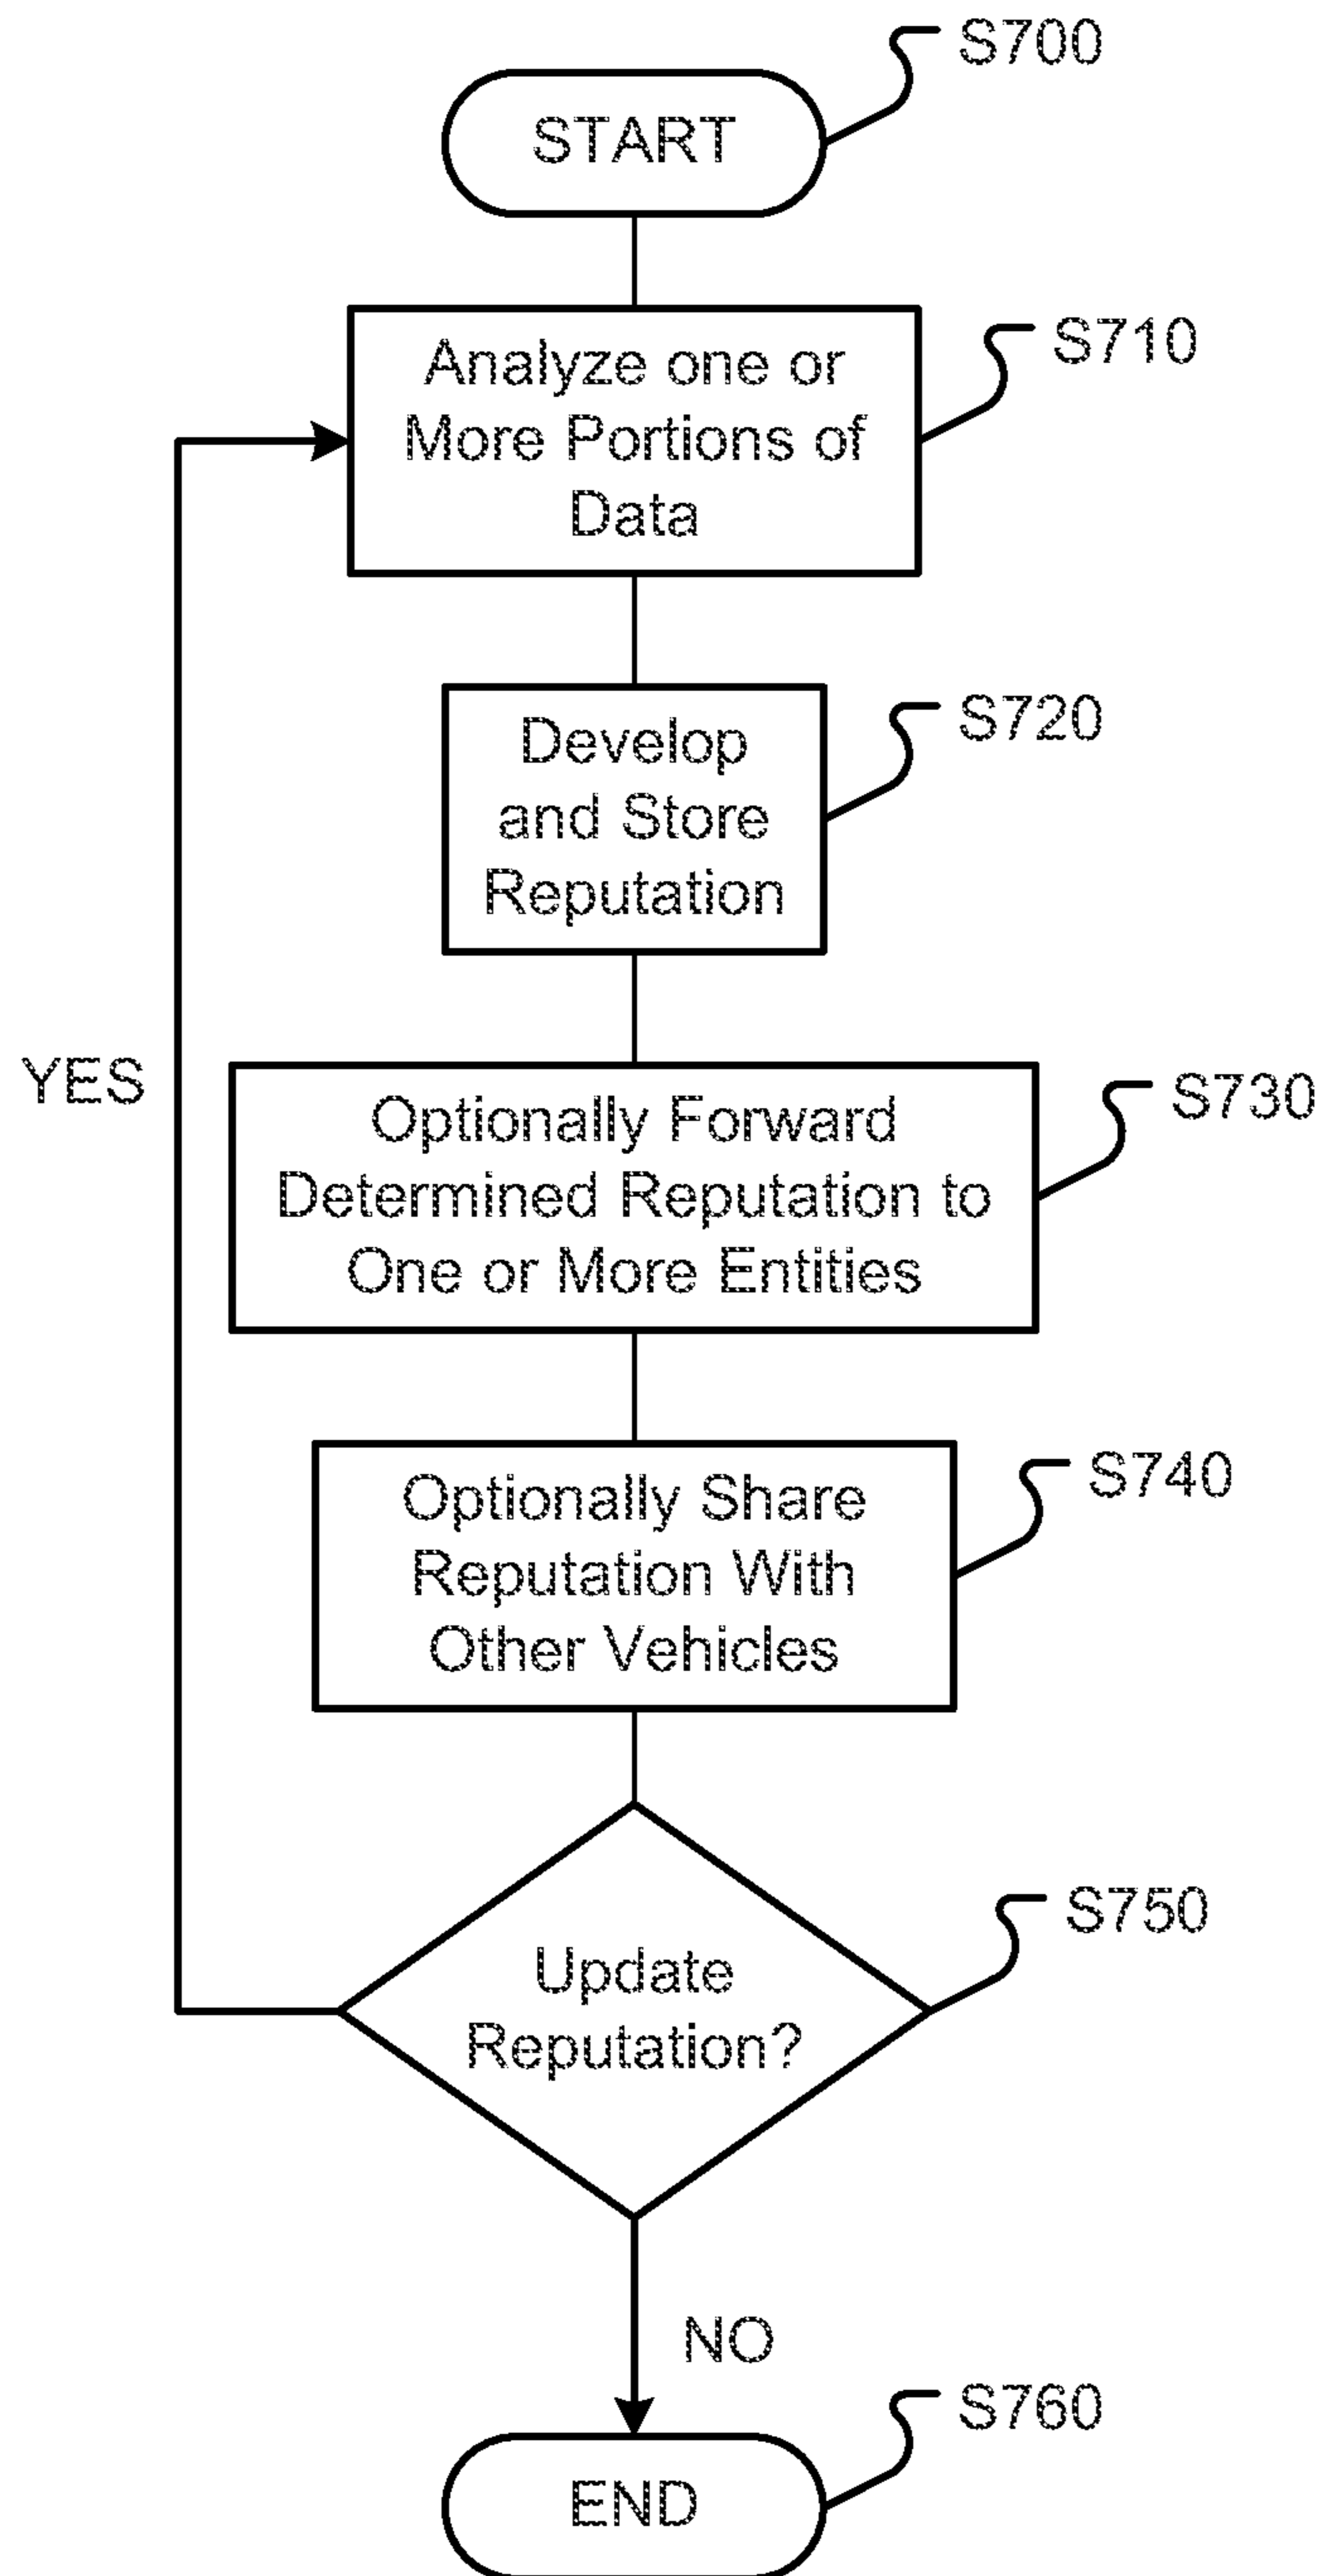 S700
START
S710
Analyze one or
More Portions of
Data
S720
Develop
and Store
Reputation
YES
S730
Optionally Forward
Determined Reputation to
One or More Entities
S740
Optionally Share
Reputation With
Other Vehicles
S750
Update
Reputation?
NO
S760
END